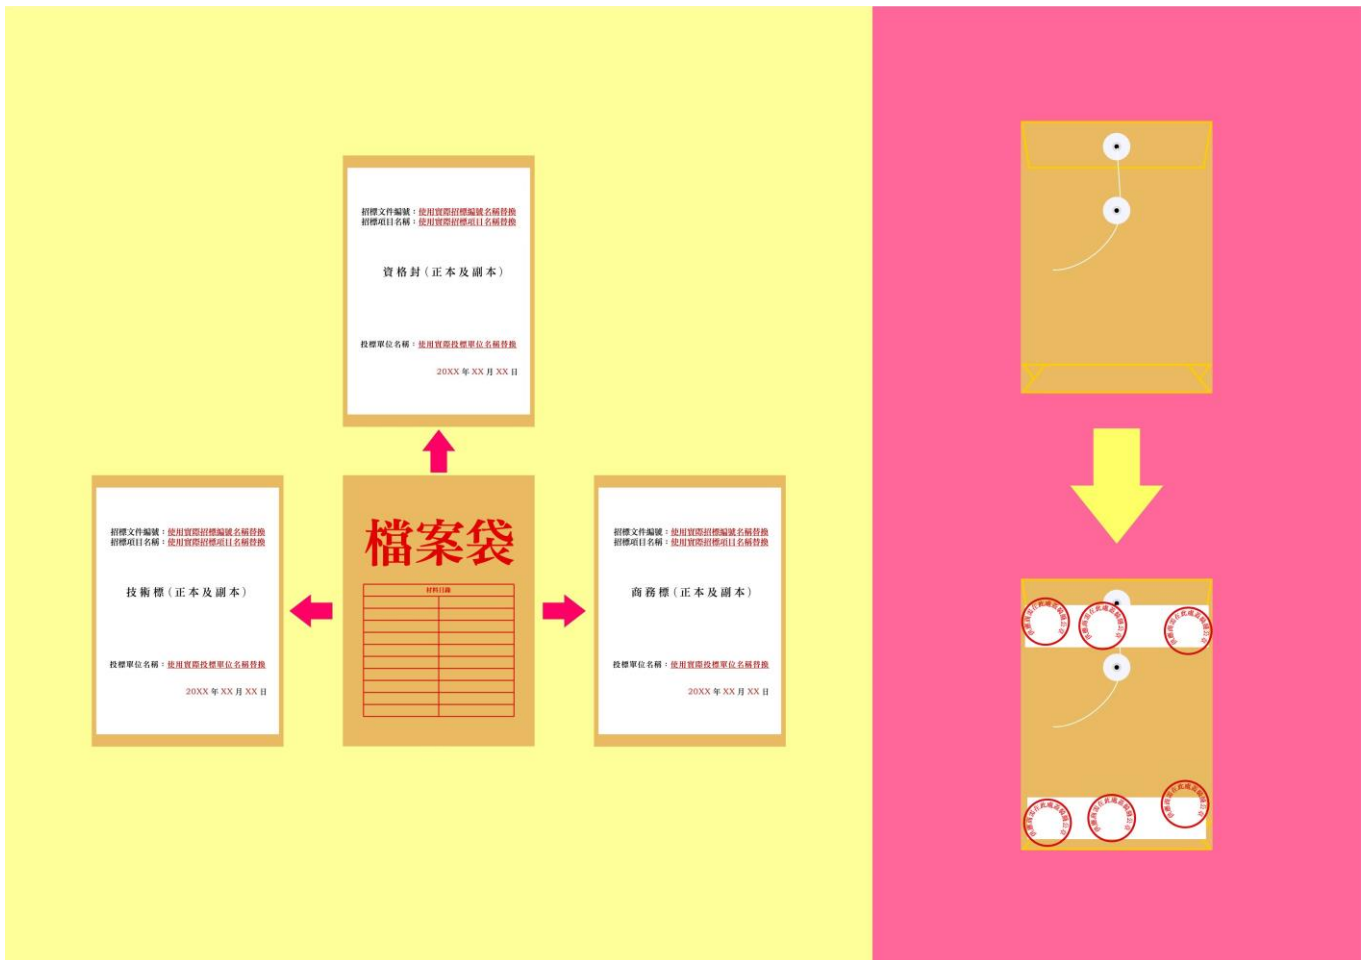 招標文件編號：使用實際招標編號名稱替換
招標項目名稱：使用實際招標項目名稱替換
資格封（正本及副本）
投標單位名稱：使用實際投標單位名稱替換
20XX 年 XX 月 XX 日
招標文件編號：使用實際招標編號名稱替換
招標項目名稱：使用實際招標項目名稱替換
技術標（正本及副本）
投標單位名稱：使用實際投標單位名稱替換
20XX 年 XX 月 XX 日
檔案袋
材料目錄
招標文件編號：使用實際招標編號名稱替換
招標項目名稱：使用實際招標項目名稱替換
商務標（正本及副本）
投標單位名稱：使用實際投標單位名稱替換
20XX 年 XX 月 XX 日